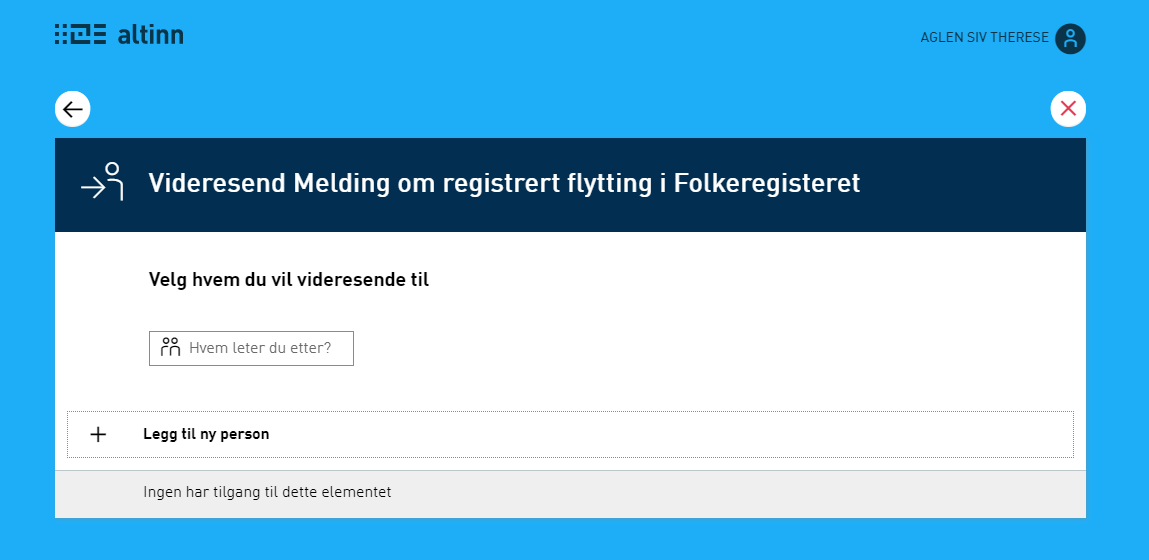 altinn
AGLEN SIV THERESE
Videresend Melding om registrert flytting i Folkeregisteret
Velg hvem du vil videresende til
Hvem leter du etter?
Legg til ny person
Ingen har tilgang til dette elementet